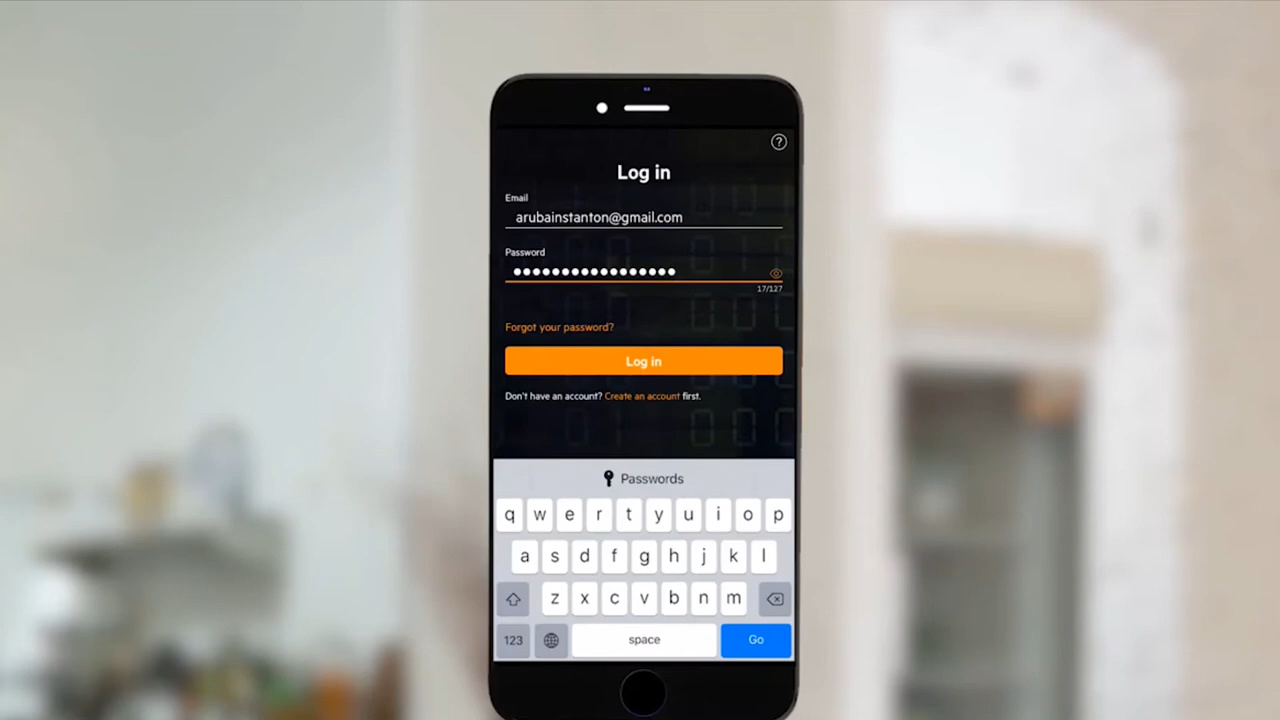 ?
Log in
Email
arubainstanton@gmail.com
Password
•••••••••••••••••
17/127
Forgot your password?
Log in
Don't have an account? Create an account first.
Passwords
q w e r t y u i o p
a s d f g h j k l
z x c v b n m
123 space Go